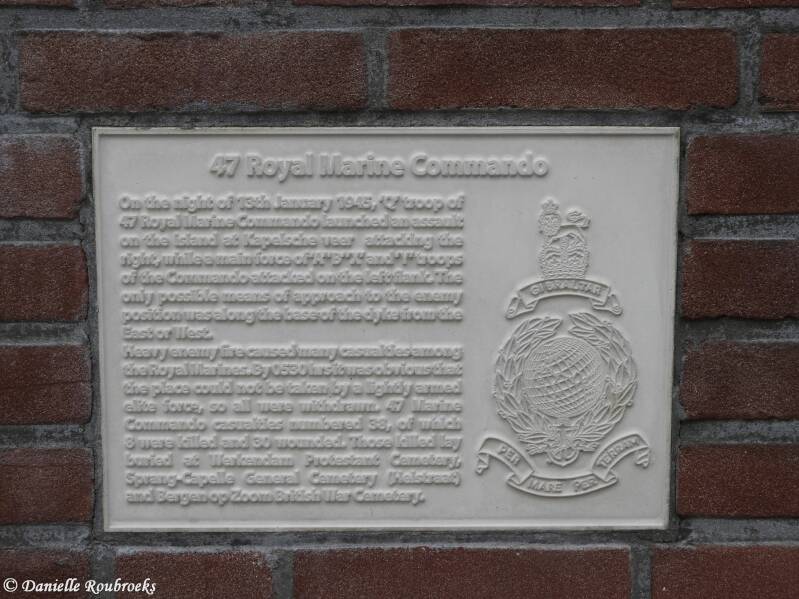 47 Royal Marine Commando
On the night of 13th January 1945, 'Q' troop of
47 Royal Marine Commando launched an assault
on the island at Kapelsche veer attacking the
right, while e main force of "A" "B" "X" and "Y" troops
of the Commando attacked on the left flank. The
only possible means of approach to the enemy
position was along the base of the dyke from the
East or West.
Heavy enemy fire caused many casualties among
the Royal Marines. By 0530 hrs it was obvious that
the place could not be taken by a lightly armed
elite force, so all were withdrawn. 47 Marine
Commando casualties numbered 38, of which
8 were killed and 30 wounded. Those killed lay
buried at Werkendam Protestant Cemetery,
Sprang-Capelle General Cemetery (Helstraat)
and Bergen op Zoom British War Cemetery.
GIBRALTAR
PER MARE PER TERRAM
© Danielle Roubroeks